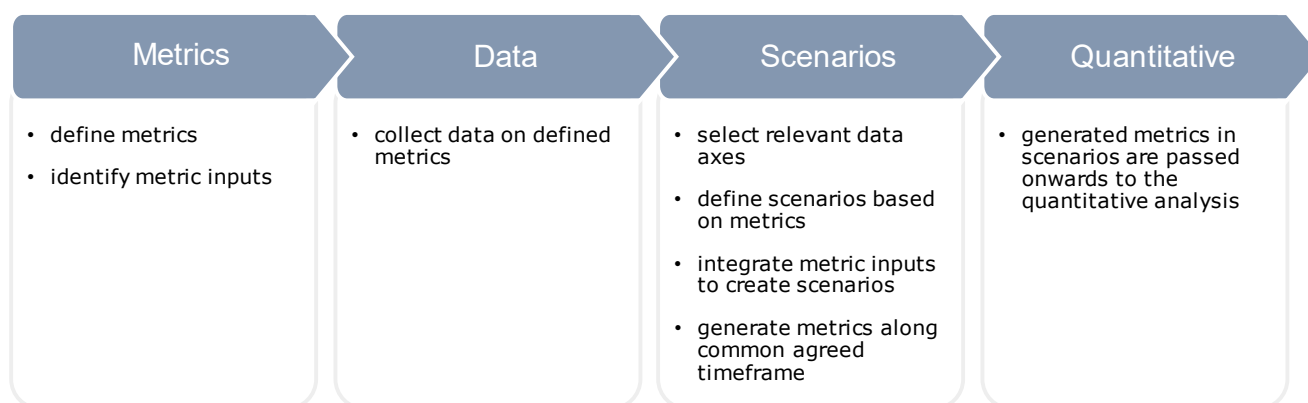 Metrics
• define metrics
• identify metric inputs
Data
• collect data on defined
metrics
Scenarios
• select relevant data
axes
• define scenarios based
on metrics
• integrate metric inputs
to create scenarios
• generate metrics along
common agreed
timeframe
Quantitative
• generated metrics in
scenarios are passed
onwards to the
quantitative analysis